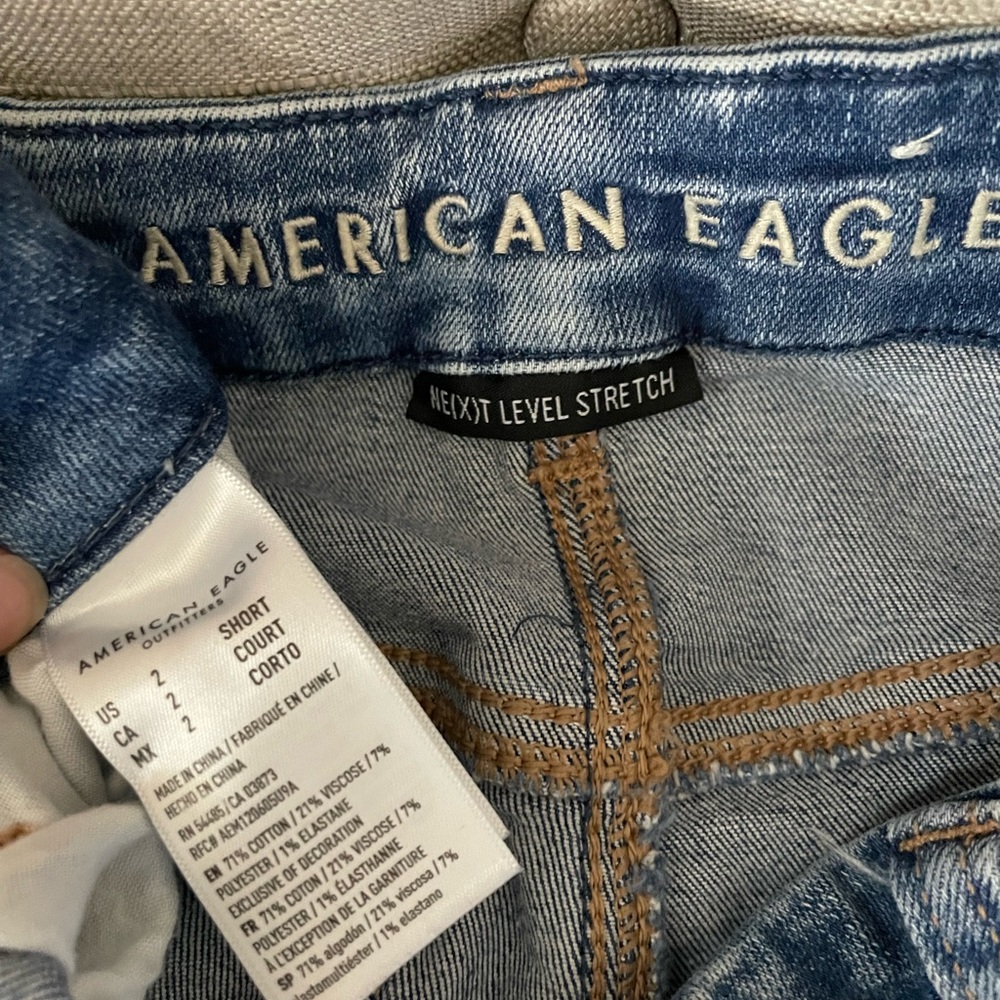 AMERICAN EAGLE
NE(X)T LEVEL STRETCH
AMERICAN EAGLE
OUTFITTERS
US 2 SHORT
CA 2 COURT
MX 2 CORTO
MADE IN CHINA / FABRIQUÉ EN CHINE /
HECHO EN CHINA
RN 54485 / CA 03873
RFC# AEM120605U9A
EN 71% COTTON / 21% VISCOSE / 7%
POLYESTER / 1% ELASTANE
EXCLUSIVE OF DECORATION
FR 71% COTON / 21% VISCOSE / 7%
POLYESTER / 1% ÉLASTHANNE
À L'EXCEPTION DE LA GARNITURE
SP 71% algodón / 21% viscosa / 7%
elastamultiéster / 1% elastano